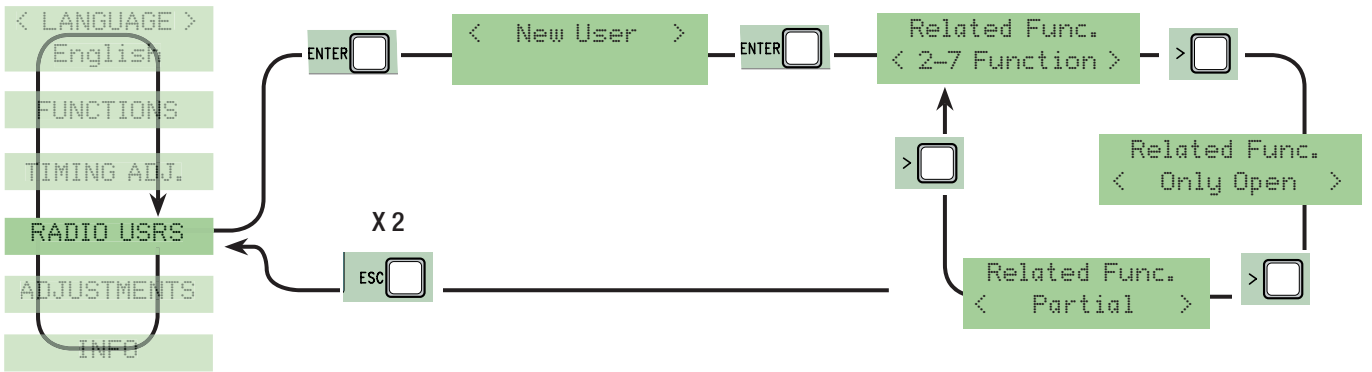 < LANGUAGE >
English
FUNCTIONS
TIMING ADJ.
RADIO USRS
ADJUSTMENTS
INFO
ENTER
< New User >
ENTER
Related Func.
< 2–7 Function >
>
Related Func.
< Only Open >
>
Related Func.
< Partial >
>
X 2
ESC